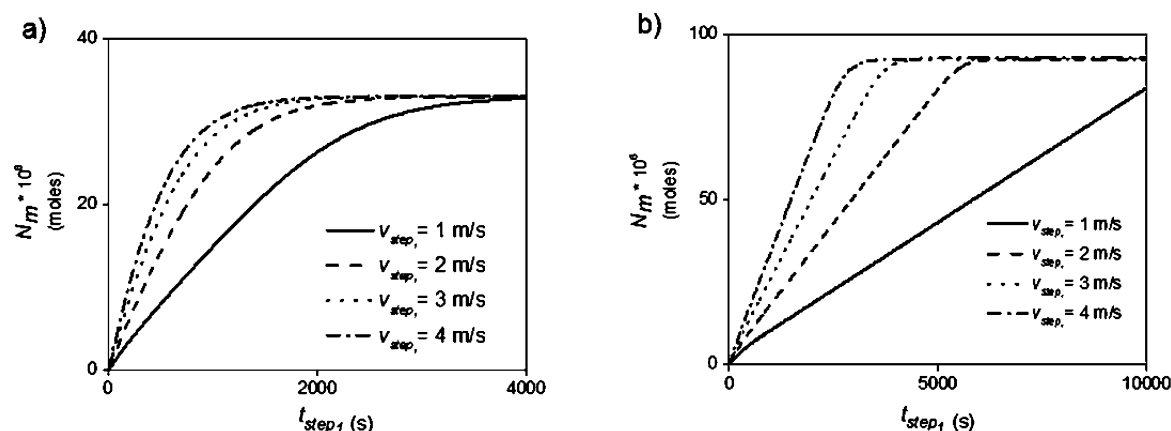 a)
40
20
0
N_m * 10^6
(moles)
v_step, = 1 m/s
v_step, = 2 m/s
v_step, = 3 m/s
v_step, = 4 m/s
0 2000 4000
t_step1 (s)
b)
100
50
0
N_m * 10^6
(moles)
v_step, = 1 m/s
v_step, = 2 m/s
v_step, = 3 m/s
v_step, = 4 m/s
0 5000 10000
t_step1 (s)